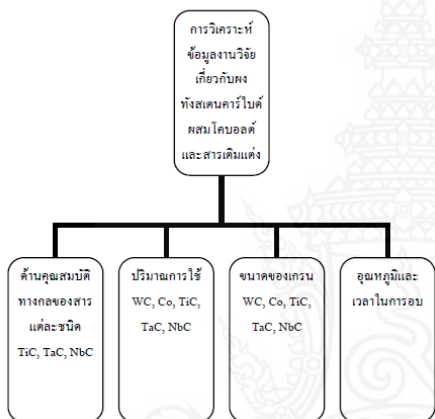 การวิเคราะห์
ข้อมูลงานวิจัย
เกี่ยวกับผง
ทังสเตนคาร์ไบด์
ผสมโคบอลต์
และสารเติมแต่ง
ด้านคุณสมบัติ
ทางกลของสาร
แต่ละชนิด
TiC, TaC, NbC
ปริมาณการใช้
WC, Co, TiC,
TaC, NbC
ขนาดของเกรน
WC, Co, TiC,
TaC, NbC
อุณหภูมิและ
เวลาในการอบ